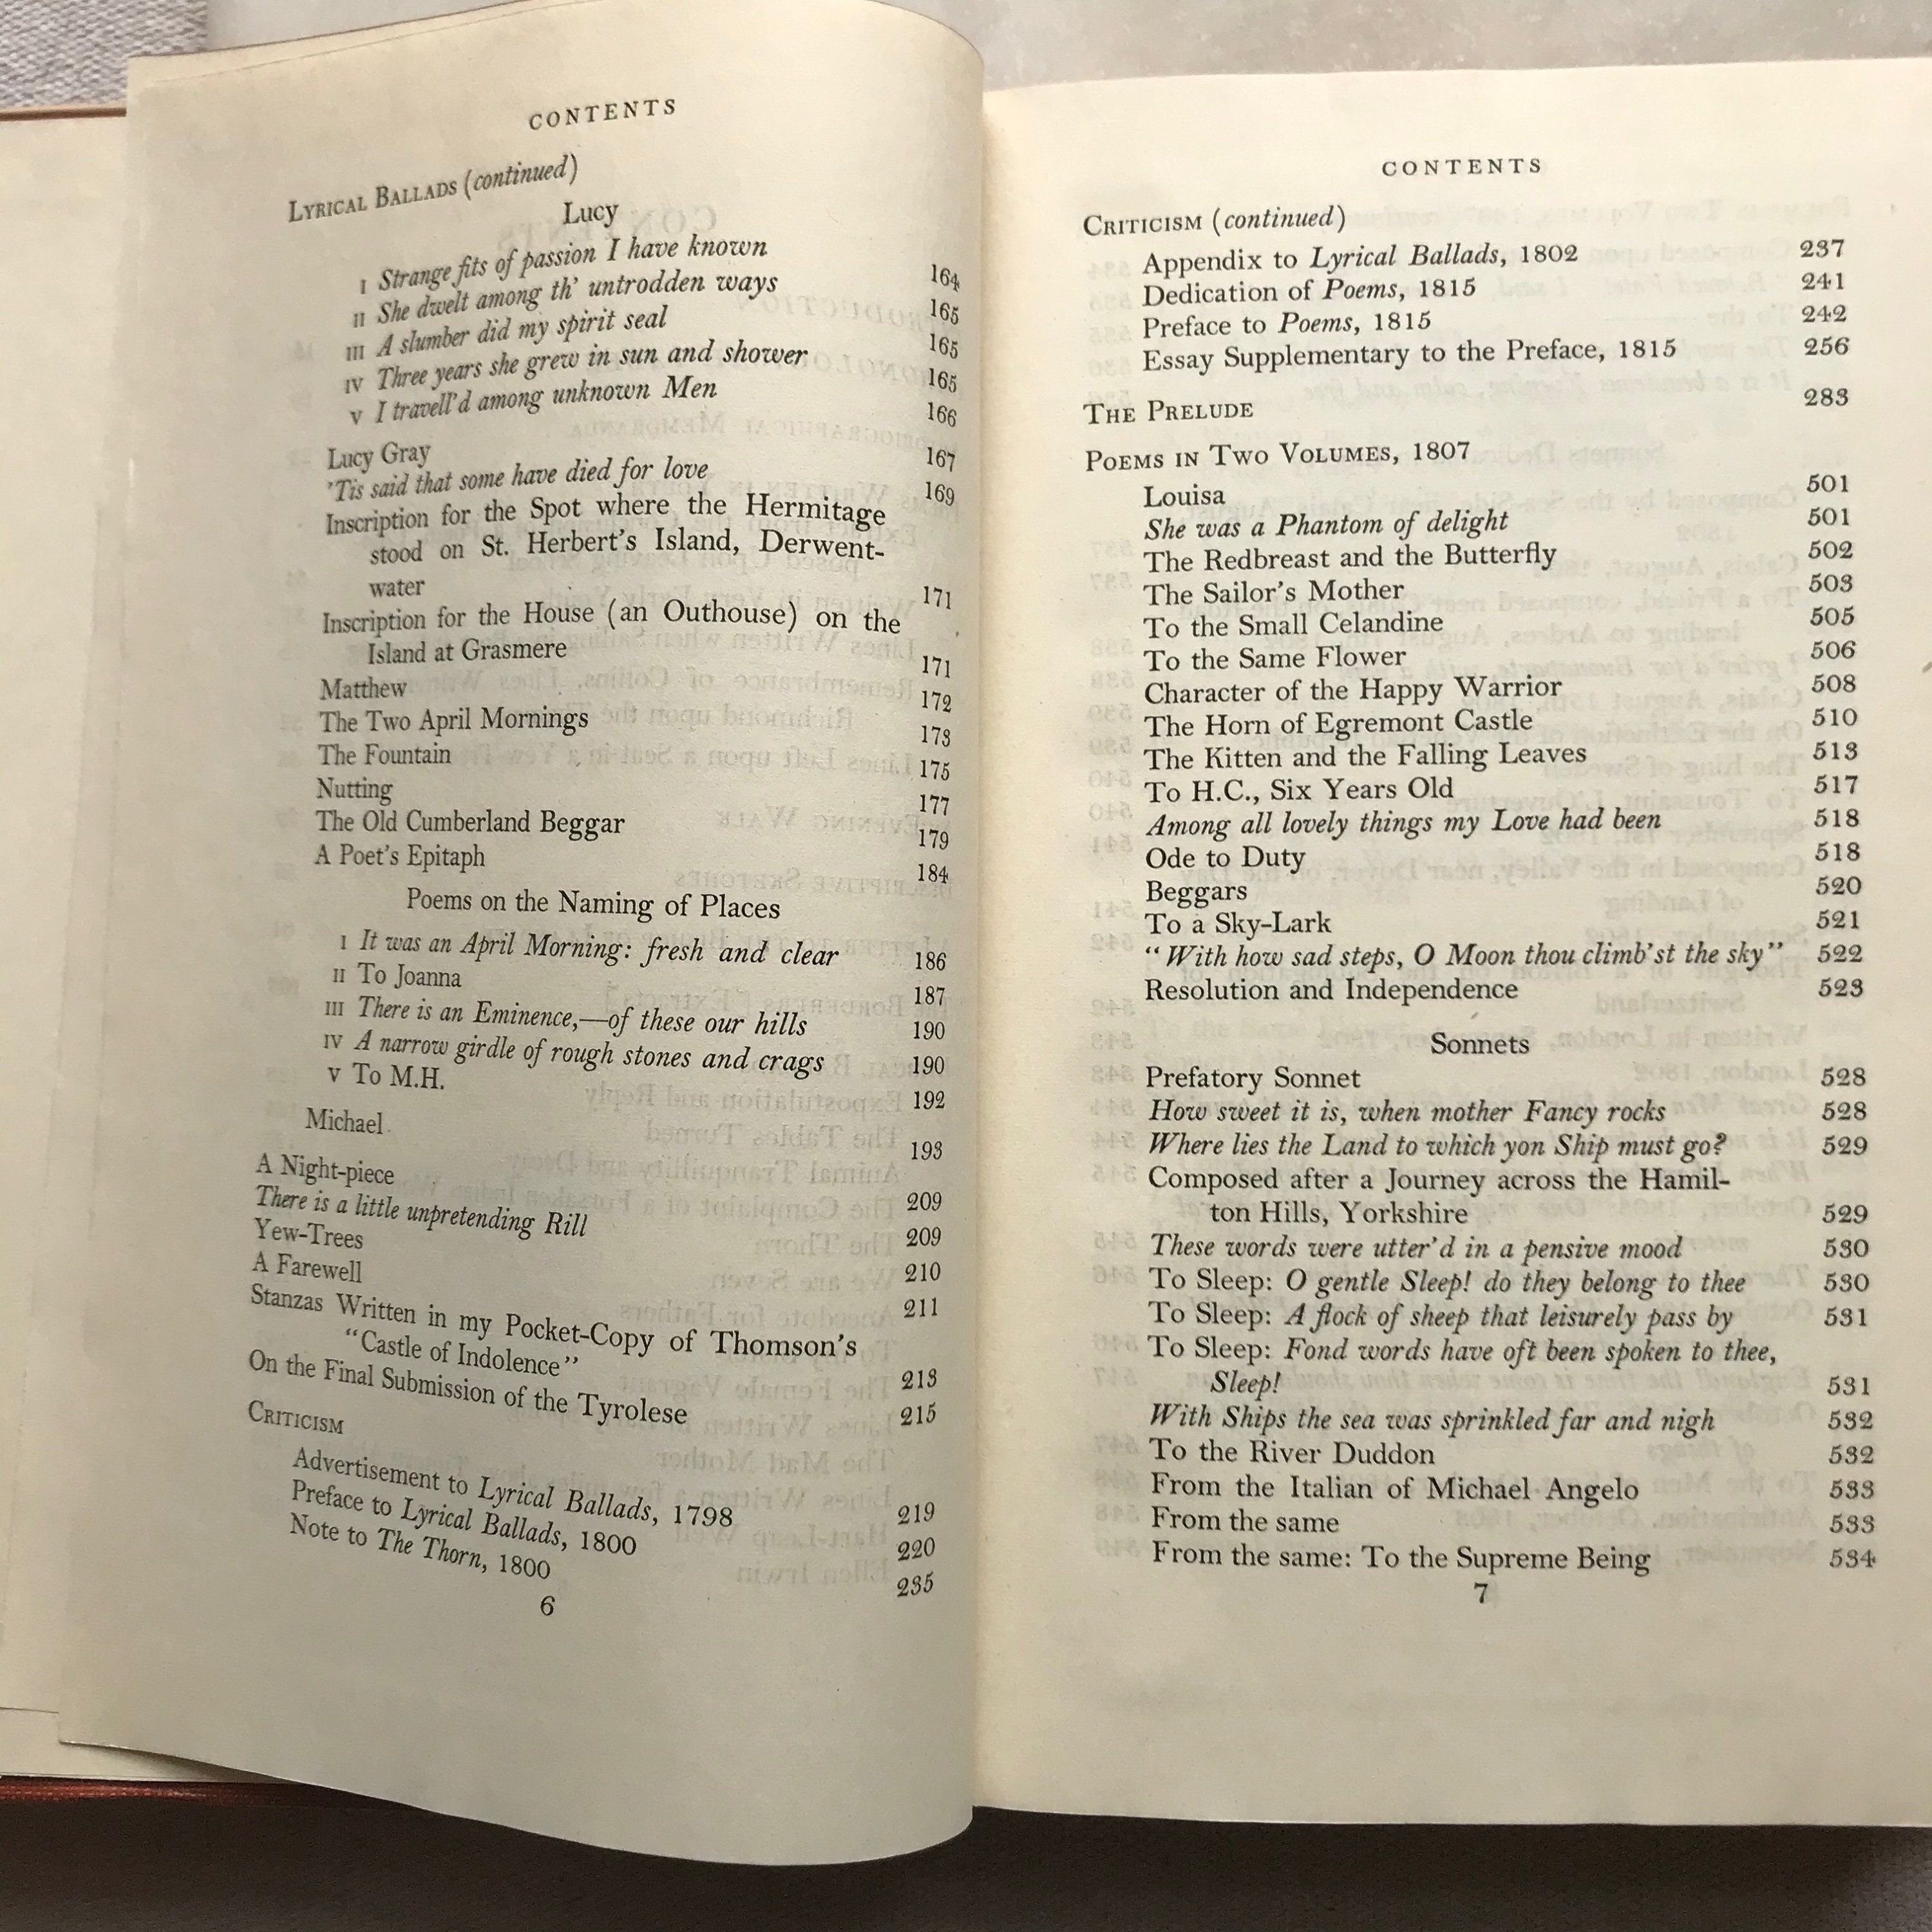 CONTENTS
LYRICAL BALLADS (continued)
Lucy
I Strange fits of passion I have known 164
II She dwelt among th' untrodden ways 165
III A slumber did my spirit seal 165
IV Three years she grew in sun and shower 165
V I travell'd among unknown Men 166
Lucy Gray 167
'Tis said that some have died for love 169
Inscription for the Spot where the Hermitage
stood on St. Herbert's Island, Derwent-
water 171
Inscription for the House (an Outhouse) on the
Island at Grasmere 171
Matthew 172
The Two April Mornings 173
The Fountain 175
Nutting 177
The Old Cumberland Beggar 179
A Poet's Epitaph 184
Poems on the Naming of Places
I It was an April Morning: fresh and clear 186
II To Joanna 187
III There is an Eminence,—of these our hills 190
IV A narrow girdle of rough stones and crags 190
V To M.H. 192
Michael 193
A Night-piece 209
There is a little unpretending Rill 209
Yew-Trees 210
A Farewell 211
Stanzas Written in my Pocket-Copy of Thomson's
"Castle of Indolence" 213
On the Final Submission of the Tyrolese 215
CRITICISM
Advertisement to Lyrical Ballads, 1798 219
Preface to Lyrical Ballads, 1800 220
Note to The Thorn, 1800 235
6
CONTENTS
CRITICISM (continued)
Appendix to Lyrical Ballads, 1802 237
Dedication of Poems, 1815 241
Preface to Poems, 1815 242
Essay Supplementary to the Preface, 1815 256
THE PRELUDE 283
POEMS IN TWO VOLUMES, 1807
Louisa 501
She was a Phantom of delight 501
The Redbreast and the Butterfly 502
The Sailor's Mother 503
To the Small Celandine 505
To the Same Flower 506
Character of the Happy Warrior 508
The Horn of Egremont Castle 510
The Kitten and the Falling Leaves 513
To H.C., Six Years Old 517
Among all lovely things my Love had been 518
Ode to Duty 518
Beggars 520
To a Sky-Lark 521
"With how sad steps, O Moon thou climb'st the sky" 522
Resolution and Independence 523
Sonnets
Prefatory Sonnet 528
How sweet it is, when mother Fancy rocks 528
Where lies the Land to which yon Ship must go? 529
Composed after a Journey across the Hamil-
ton Hills, Yorkshire 529
These words were utter'd in a pensive mood 530
To Sleep: O gentle Sleep! do they belong to thee 530
To Sleep: A flock of sheep that leisurely pass by 531
To Sleep: Fond words have oft been spoken to thee,
Sleep! 531
With Ships the sea was sprinkled far and nigh 532
To the River Duddon 532
From the Italian of Michael Angelo 533
From the same 533
From the same: To the Supreme Being 534
7